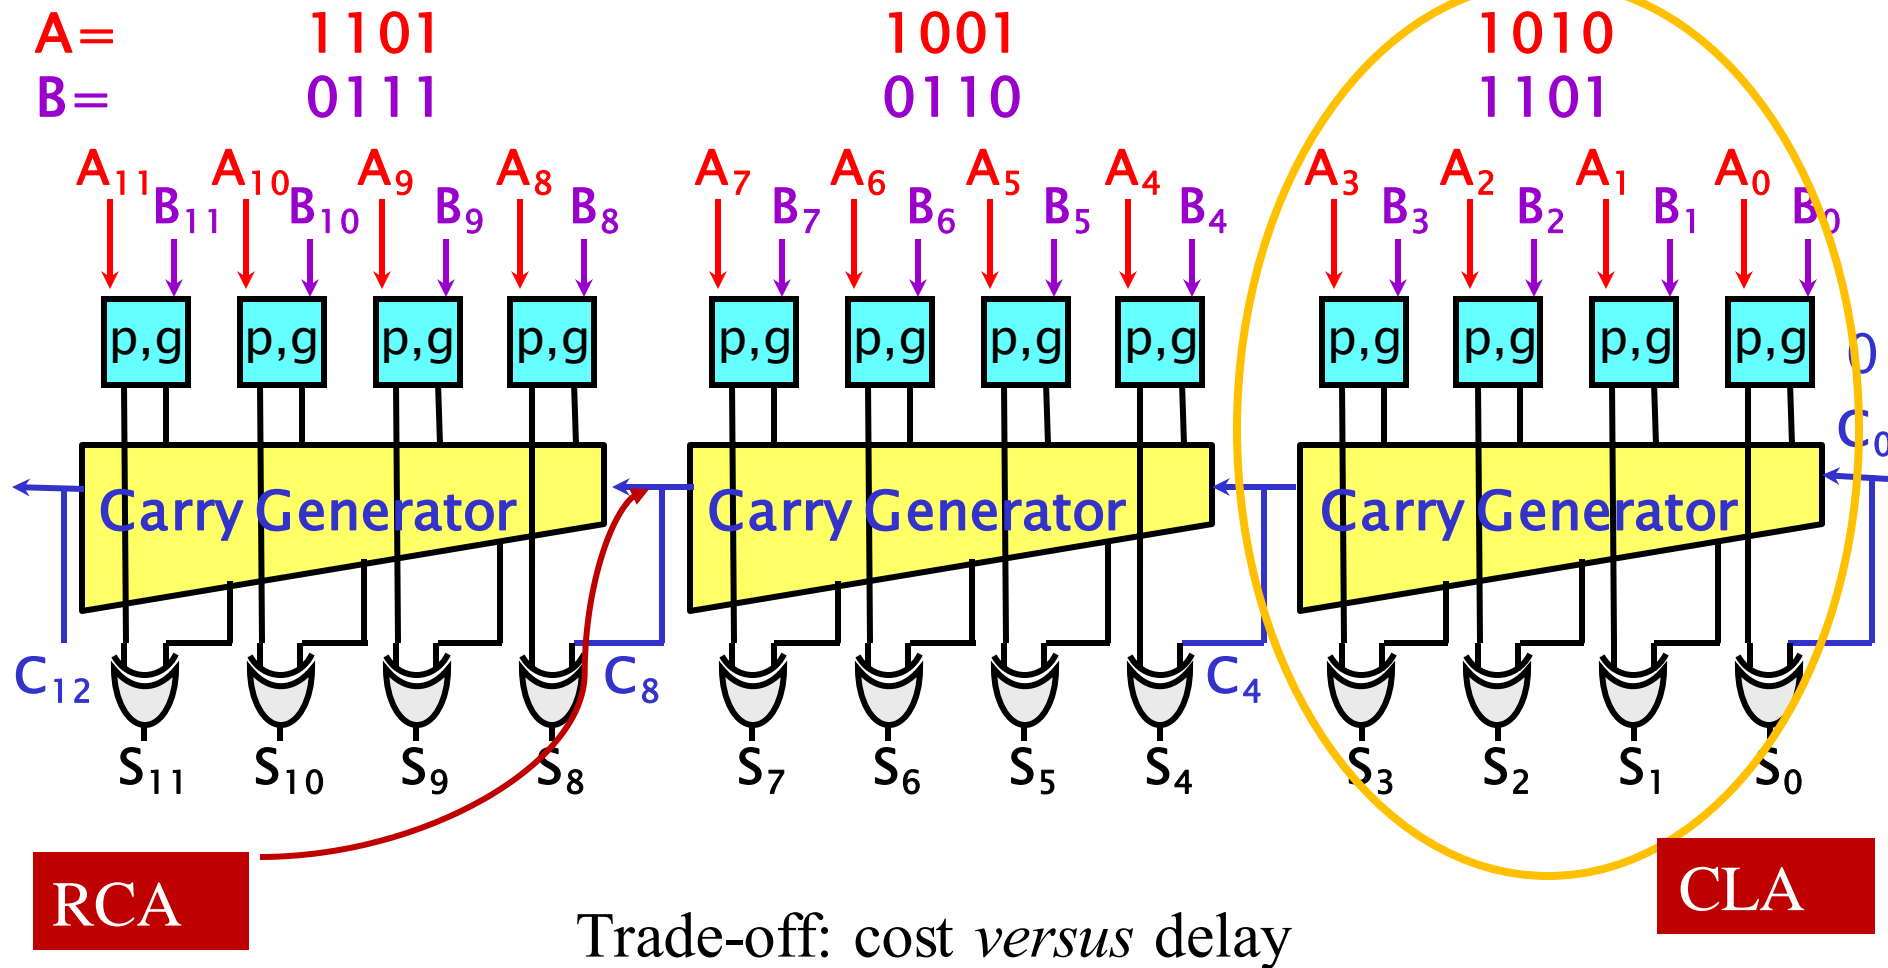 A= 1101 1001 1010
B= 0111 0110 1101
A11 A10 A9 A8 A7 A6 A5 A4 A3 A2 A1 A0
B11 B10 B9 B8 B7 B6 B5 B4 B3 B2 B1 B0
p,g p,g p,g p,g p,g p,g p,g p,g p,g p,g p,g p,g 0
C0
Carry Generator Carry Generator Carry Generator
C12 C8 C4
S11 S10 S9 S8 S7 S6 S5 S4 S3 S2 S1 S0
RCA CLA
Trade-off: cost versus delay